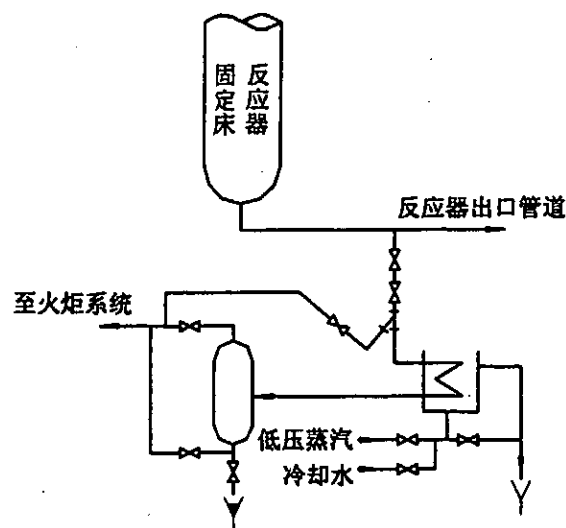 固定床
反应器
反应器出口管道
至火炬系统
低压蒸汽
冷却水